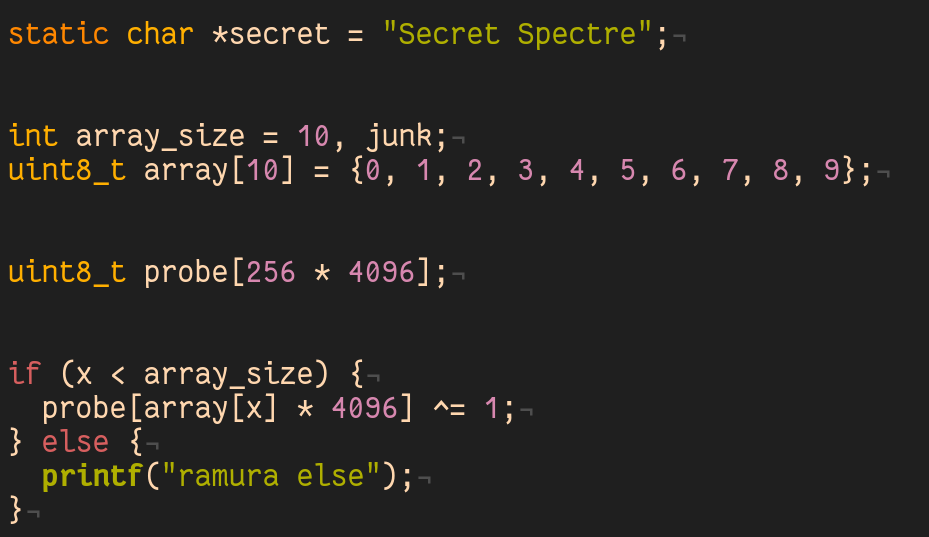 static char *secret = "Secret Spectre";¬
int array_size = 10, junk;¬
uint8_t array[10] = {0, 1, 2, 3, 4, 5, 6, 7, 8, 9};¬
uint8_t probe[256 * 4096];¬
if (x < array_size) {¬
  probe[array[x] * 4096] ^= 1;¬
} else {¬
  printf("ramura else");¬
}¬